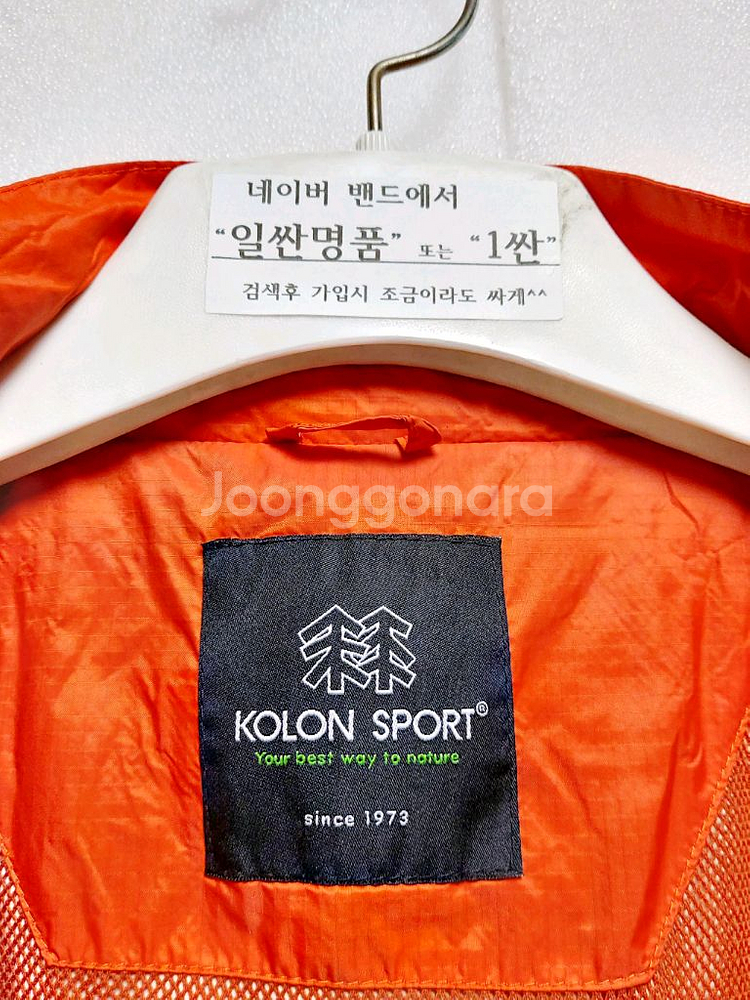 네이버 밴드에서
“일싼명품” 또는 “1싼”
검색후 가입시 조금이라도 싸게^^
Joonggonara
KOLON SPORT®
Your best way to nature
since 1973